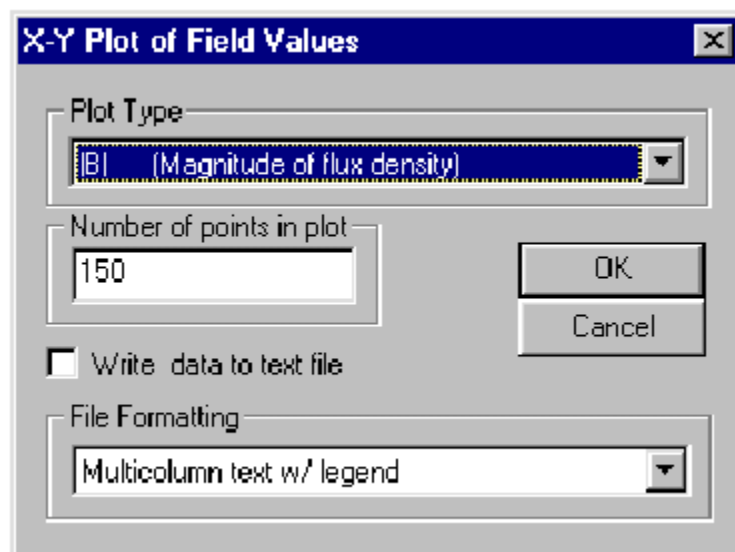 X-Y Plot of Field Values
Plot Type
|B| (Magnitude of flux density)
Number of points in plot
150
OK
Cancel
Write data to text file
File Formatting
Multicolumn text w/ legend